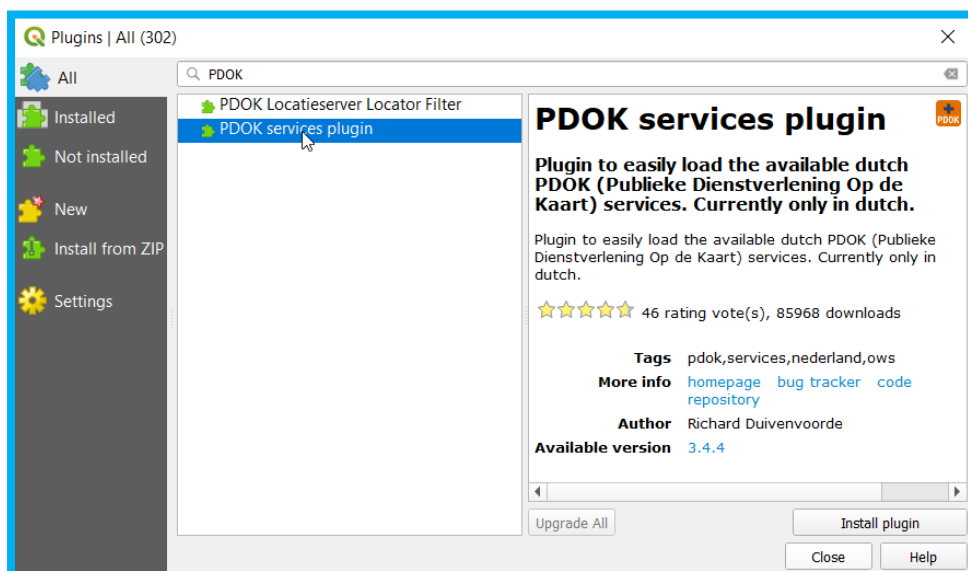 Plugins | All (302)
All
Installed
Not installed
New
Install from ZIP
Settings
PDOK
PDOK Locatieserver Locator Filter
PDOK services plugin
PDOK services plugin
PDOK
Plugin to easily load the available dutch
PDOK (Publieke Dienstverlening Op de
Kaart) services. Currently only in dutch.
Plugin to easily load the available dutch PDOK (Publieke
Dienstverlening Op de Kaart) services. Currently only in
dutch.
46 rating vote(s), 85968 downloads
Tags pdok,services,nederland,ows
More info homepage bug tracker code
repository
Author Richard Duivenvoorde
Available version 3.4.4
Upgrade All
Install plugin
Close
Help